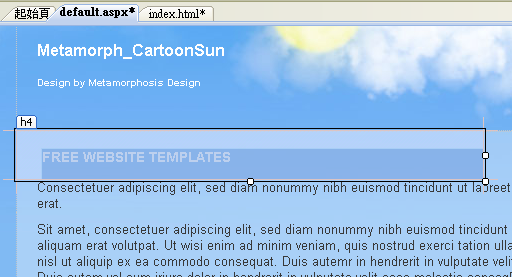 起始頁 default.aspx* index.html*
Metamorph_CartoonSun
Design by Metamorphosis Design
h4
FREE WEBSITE TEMPLATES
Consectetuer adipiscing elit, sed diam nonummy nibh euismod tincidunt ut laoreet
erat.
Sit amet, consectetuer adipiscing elit, sed diam nonummy nibh euismod tincidunt
aliquam erat volutpat. Ut wisi enim ad minim veniam, quis nostrud exerci tation ulla
nisl ut aliquip ex ea commodo consequat. Duis autemr in hendrerit in vulputate veli